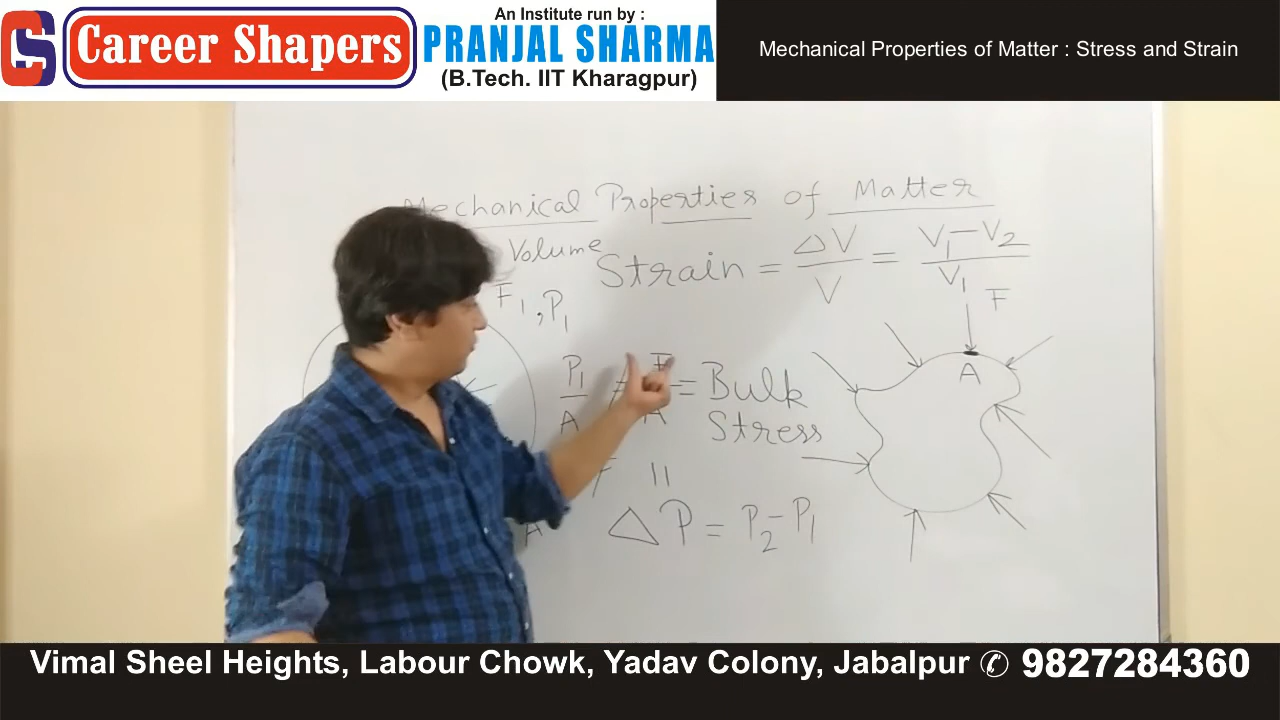 CS Career Shapers
An Institute run by :
PRANJAL SHARMA
(B.Tech. IIT Kharagpur)
Mechanical Properties of Matter : Stress and Strain
Mechanical Properties of Matter
Volume Strain = ΔV/V = V₁-V₂/V₁
F₁, P₁
F
P₁/A = F/A = Bulk Stress
A
F
||
ΔP = P₂-P₁
A
Vimal Sheel Heights, Labour Chowk, Yadav Colony, Jabalpur ✆ 9827284360